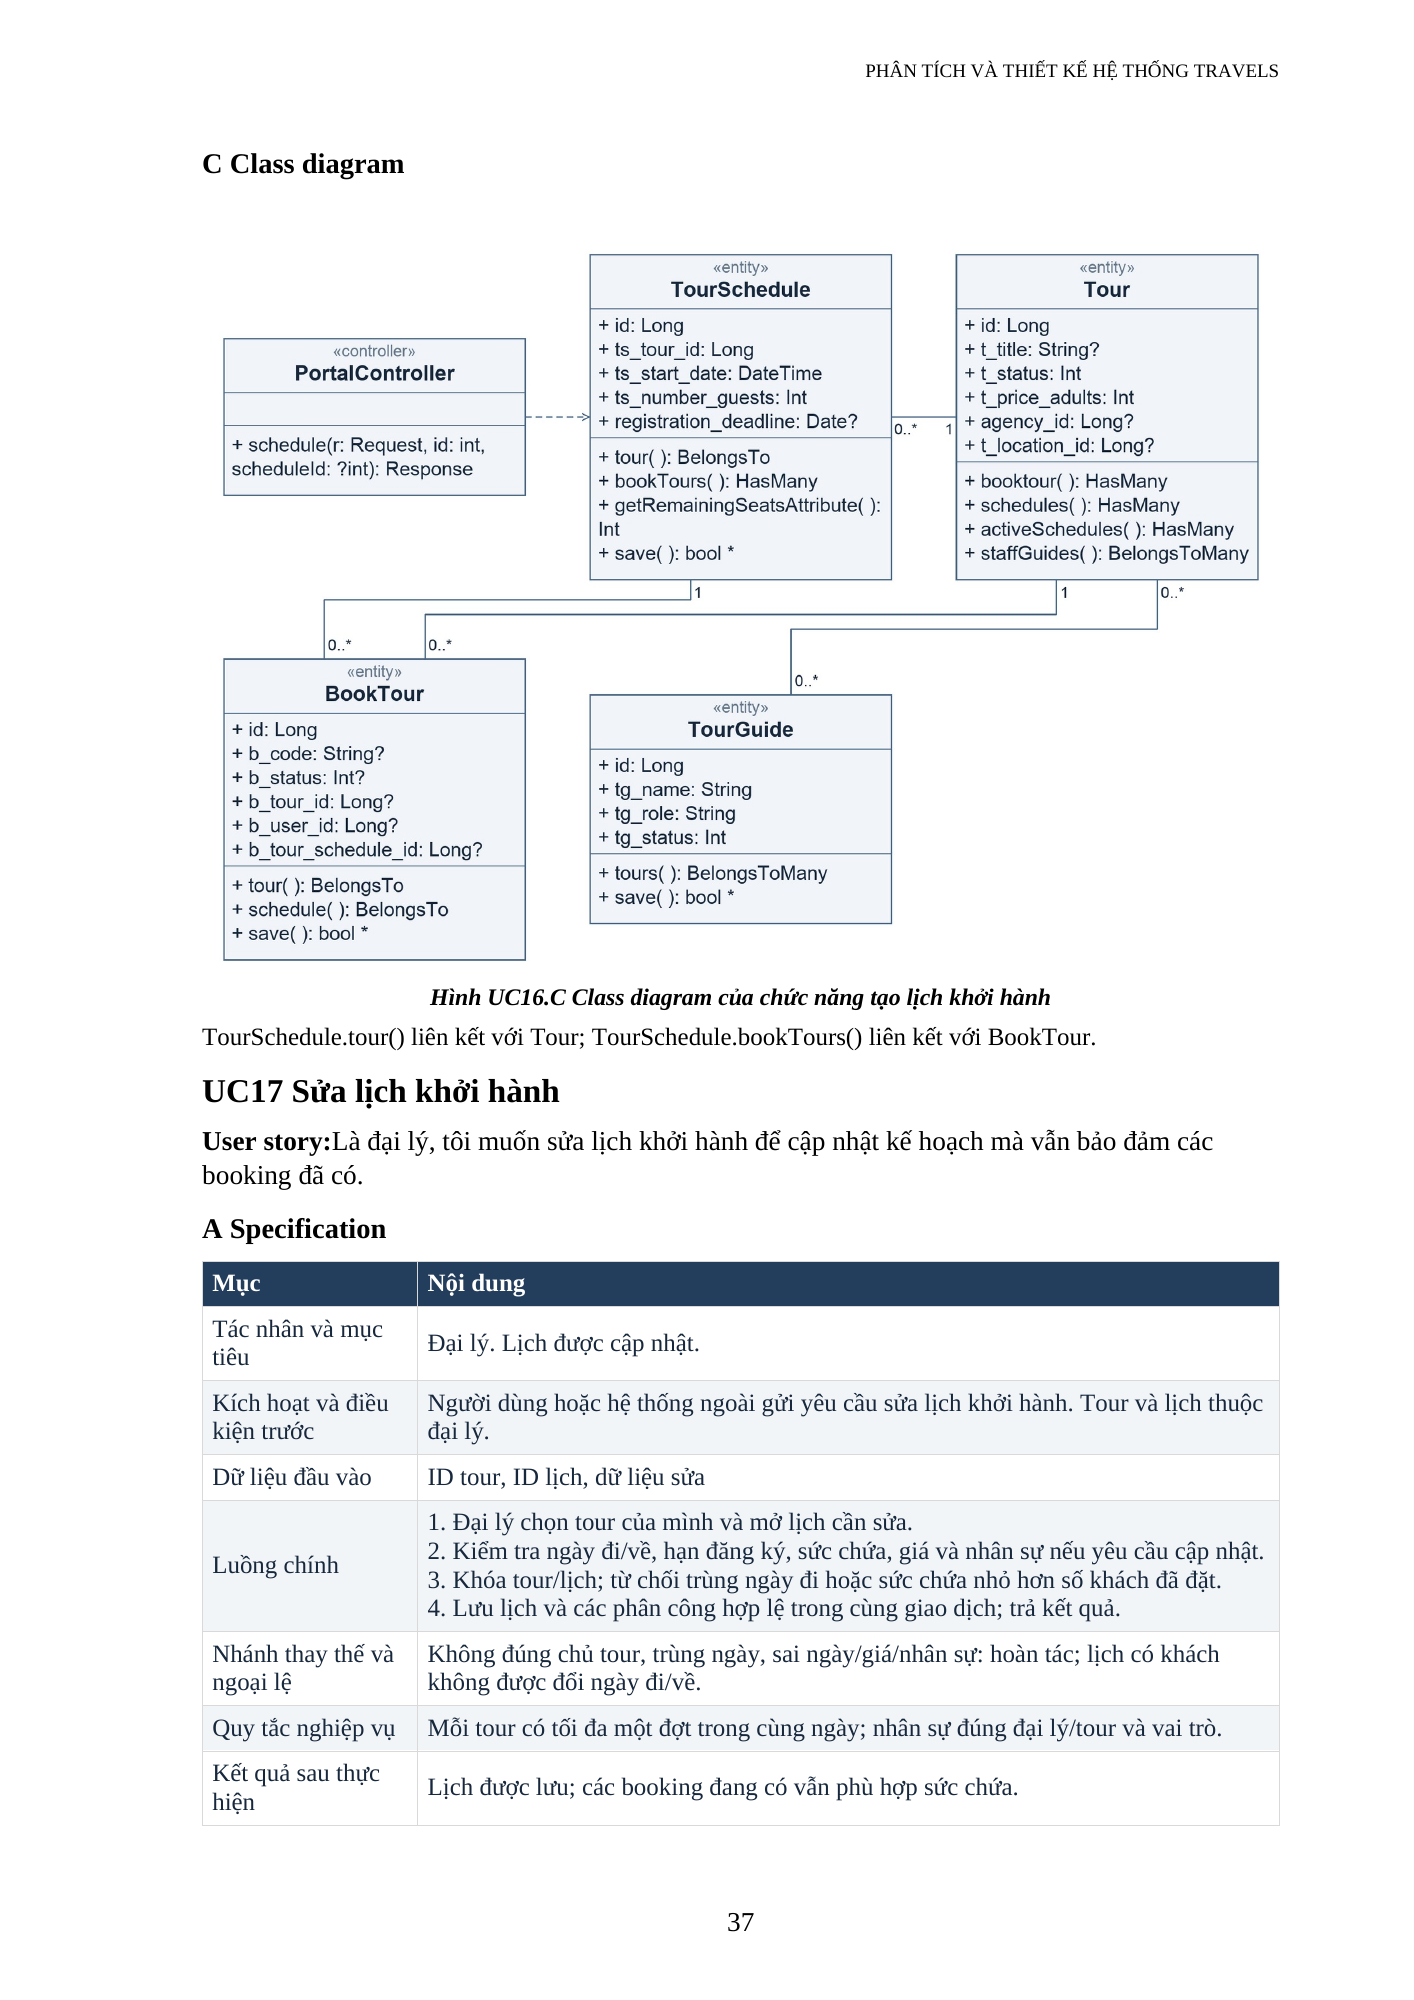 PHÂN TÍCH VÀ THIẾT KẾ HỆ THỐNG TRAVELS
C Class diagram
«controller»
PortalController
+ schedule(r: Request, id: int,
scheduleId: ?int): Response
«entity»
TourSchedule
+ id: Long
+ ts_tour_id: Long
+ ts_start_date: DateTime
+ ts_number_guests: Int
+ registration_deadline: Date?
+ tour( ): BelongsTo
+ bookTours( ): HasMany
+ getRemainingSeatsAttribute( ):
Int
+ save( ): bool *
0..* 1
«entity»
Tour
+ id: Long
+ t_title: String?
+ t_status: Int
+ t_price_adults: Int
+ agency_id: Long?
+ t_location_id: Long?
+ booktour( ): HasMany
+ schedules( ): HasMany
+ activeSchedules( ): HasMany
+ staffGuides( ): BelongsToMany
1 1 0..*
0..* 0..*
0..*
«entity»
BookTour
+ id: Long
+ b_code: String?
+ b_status: Int?
+ b_tour_id: Long?
+ b_user_id: Long?
+ b_tour_schedule_id: Long?
+ tour( ): BelongsTo
+ schedule( ): BelongsTo
+ save( ): bool *
«entity»
TourGuide
+ id: Long
+ tg_name: String
+ tg_role: String
+ tg_status: Int
+ tours( ): BelongsToMany
+ save( ): bool *
Hình UC16.C Class diagram của chức năng tạo lịch khởi hành
TourSchedule.tour() liên kết với Tour; TourSchedule.bookTours() liên kết với BookTour.
UC17 Sửa lịch khởi hành
User story:Là đại lý, tôi muốn sửa lịch khởi hành để cập nhật kế hoạch mà vẫn bảo đảm các
booking đã có.
A Specification
Mục Nội dung
Tác nhân và mục
tiêu
Đại lý. Lịch được cập nhật.
Kích hoạt và điều
kiện trước
Người dùng hoặc hệ thống ngoài gửi yêu cầu sửa lịch khởi hành. Tour và lịch thuộc
đại lý.
Dữ liệu đầu vào ID tour, ID lịch, dữ liệu sửa
Luồng chính
1. Đại lý chọn tour của mình và mở lịch cần sửa.
2. Kiểm tra ngày đi/về, hạn đăng ký, sức chứa, giá và nhân sự nếu yêu cầu cập nhật.
3. Khóa tour/lịch; từ chối trùng ngày đi hoặc sức chứa nhỏ hơn số khách đã đặt.
4. Lưu lịch và các phân công hợp lệ trong cùng giao dịch; trả kết quả.
Nhánh thay thế và
ngoại lệ
Không đúng chủ tour, trùng ngày, sai ngày/giá/nhân sự: hoàn tác; lịch có khách
không được đổi ngày đi/về.
Quy tắc nghiệp vụ Mỗi tour có tối đa một đợt trong cùng ngày; nhân sự đúng đại lý/tour và vai trò.
Kết quả sau thực
hiện
Lịch được lưu; các booking đang có vẫn phù hợp sức chứa.
37